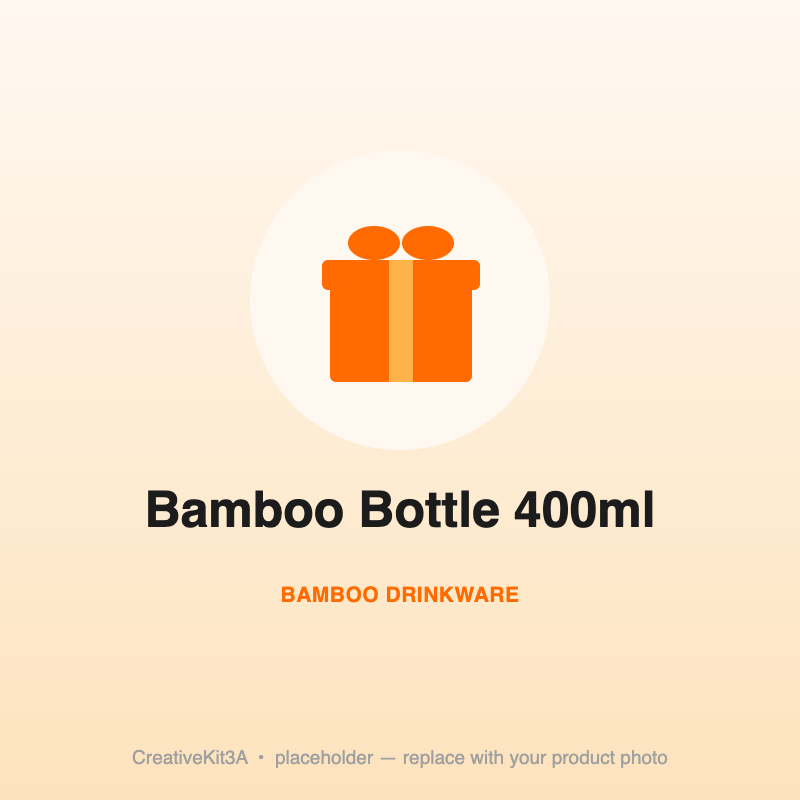 Bamboo Bottle 400ml
BAMBOO DRINKWARE
CreativeKit3A • placeholder — replace with your product photo